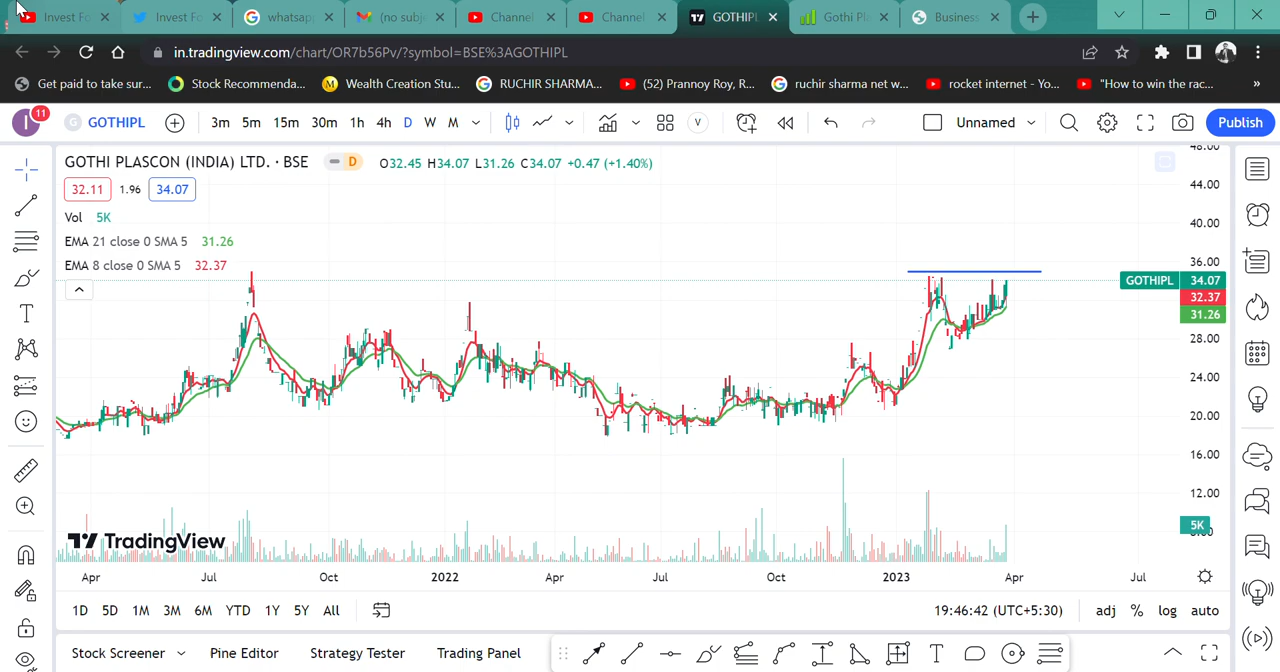 Invest Fo
Invest Fo
whatsap
(no subj
Channel
Channel
GOTHIPL
Gothi Pl
Business
in.tradingview.com/chart/OR7b56Pv/?symbol=BSE%3AGOTHIPL
Get paid to take sur... Stock Recommenda... Wealth Creation Stu... RUCHIR SHARMA... (52) Prannoy Roy, R... ruchir sharma net w... rocket internet - Yo... "How to win the rac... »
11 GOTHIPL 3m 5m 15m 30m 1h 4h D W M V Unnamed Publish
GOTHI PLASCON (INDIA) LTD. · BSE D O32.45 H34.07 L31.26 C34.07 +0.47 (+1.40%)
32.11 1.96 34.07
Vol 5K
EMA 21 close 0 SMA 5 31.26
EMA 8 close 0 SMA 5 32.37
48.00
44.00
40.00
36.00
GOTHIPL 34.07
32.37
31.26
28.00
24.00
20.00
16.00
12.00
5K
TradingView
Apr Jul Oct 2022 Apr Jul Oct 2023 Apr Jul
1D 5D 1M 3M 6M YTD 1Y 5Y All 19:46:42 (UTC+5:30) adj % log auto
Stock Screener Pine Editor Strategy Tester Trading Panel